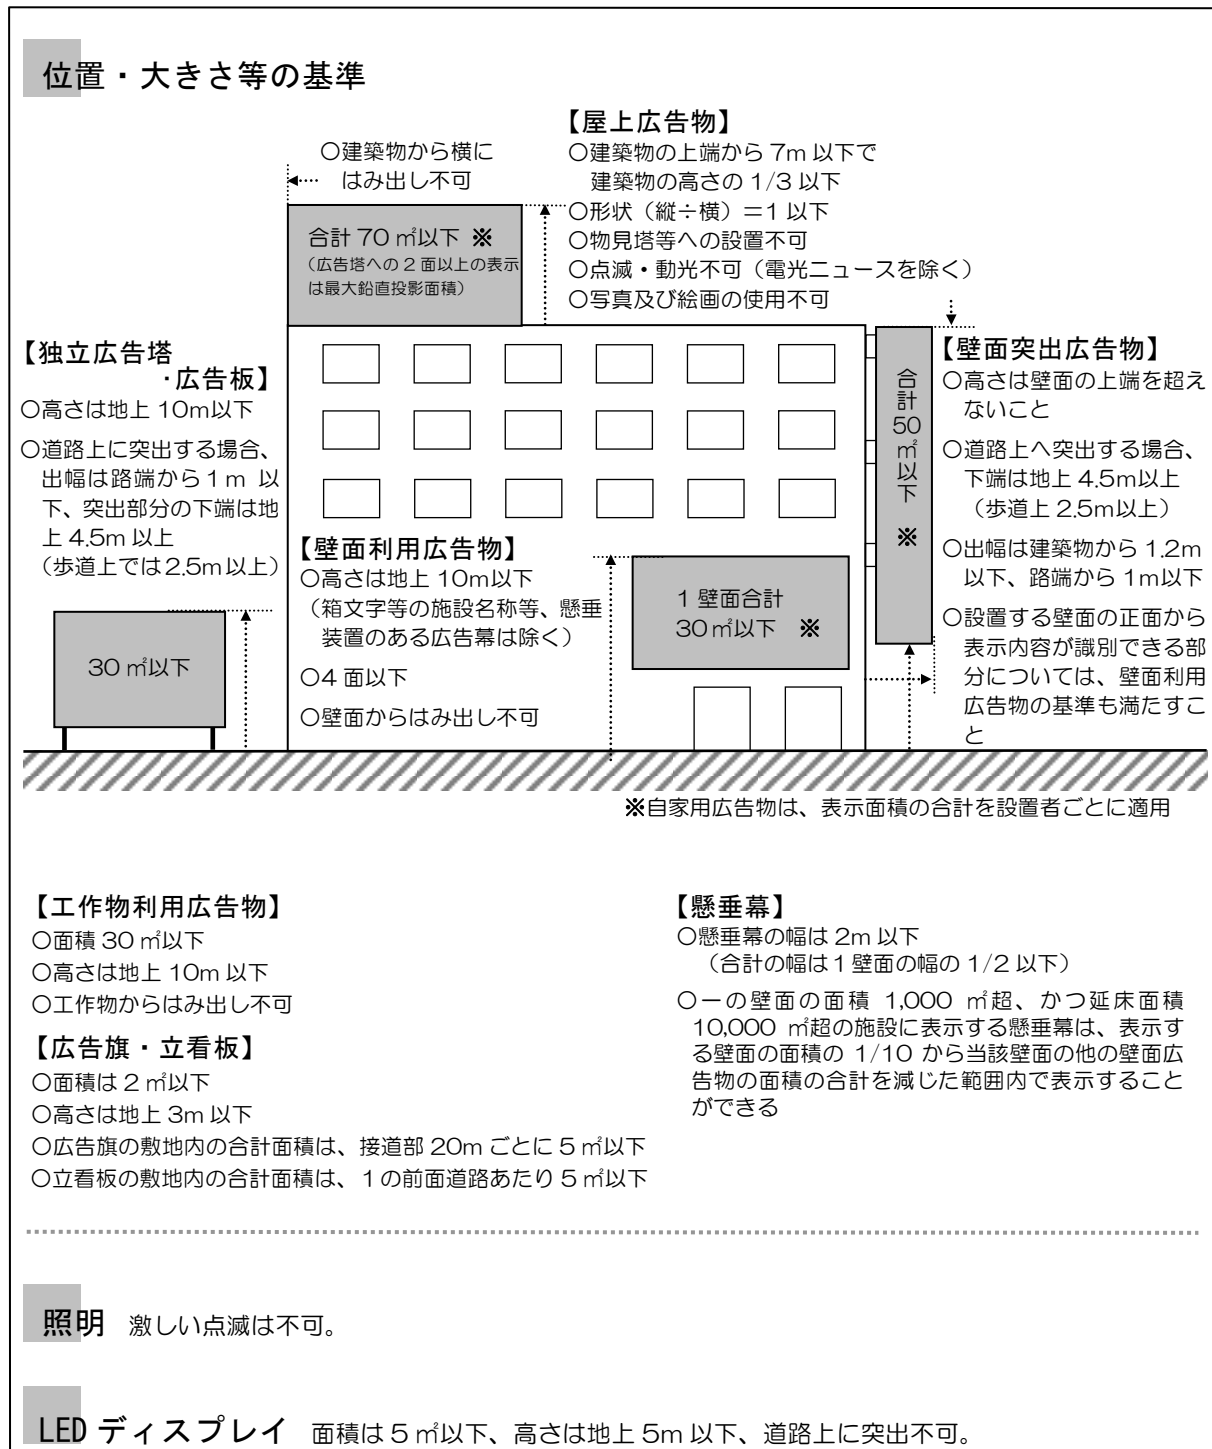 位置・大きさ等の基準
○建築物から横に
はみ出し不可
【屋上広告物】
○建築物の上端から 7m 以下で
建築物の高さの 1/3 以下
○形状（縦÷横）＝1 以下
○物見塔等への設置不可
○点滅・動光不可（電光ニュースを除く）
○写真及び絵画の使用不可
合計 70 ㎡以下 ※
（広告塔への 2 面以上の表示
は最大鉛直投影面積）
【独立広告塔
・広告板】
○高さは地上 10m以下
○道路上に突出する場合、
出幅は路端から1m 以
下、突出部分の下端は地
上 4.5m 以上
（歩道上では2.5m以上）
30 ㎡以下
【壁面利用広告物】
○高さは地上 10m以下
（箱文字等の施設名称等、懸垂
装置のある広告幕は除く）
○4 面以下
○壁面からはみ出し不可
1 壁面合計
30㎡以下 ※
合計50㎡以下 ※
【壁面突出広告物】
○高さは壁面の上端を超え
ないこと
○道路上へ突出する場合、
下端は地上 4.5m以上
（歩道上 2.5m以上）
○出幅は建築物から 1.2m
以下、路端から 1m以下
○設置する壁面の正面から
表示内容が識別できる部
分については、壁面利用
広告物の基準も満たすこ
と
※自家用広告物は、表示面積の合計を設置者ごとに適用
【工作物利用広告物】
○面積 30 ㎡以下
○高さは地上 10m 以下
○工作物からはみ出し不可
【広告旗・立看板】
○面積は 2 ㎡以下
○高さは地上 3m 以下
○広告旗の敷地内の合計面積は、接道部 20m ごとに 5 ㎡以下
○立看板の敷地内の合計面積は、1の前面道路あたり 5 ㎡以下
【懸垂幕】
○懸垂幕の幅は 2m 以下
（合計の幅は1壁面の幅の 1/2 以下）
○一の壁面の面積 1,000 ㎡超、かつ延床面積
10,000 ㎡超の施設に表示する懸垂幕は、表示す
る壁面の面積の 1/10 から当該壁面の他の壁面広
告物の面積の合計を減じた範囲内で表示すること
ができる
照明 激しい点滅は不可。
LED ディスプレイ 面積は 5 ㎡以下、高さは地上 5m 以下、道路上に突出不可。